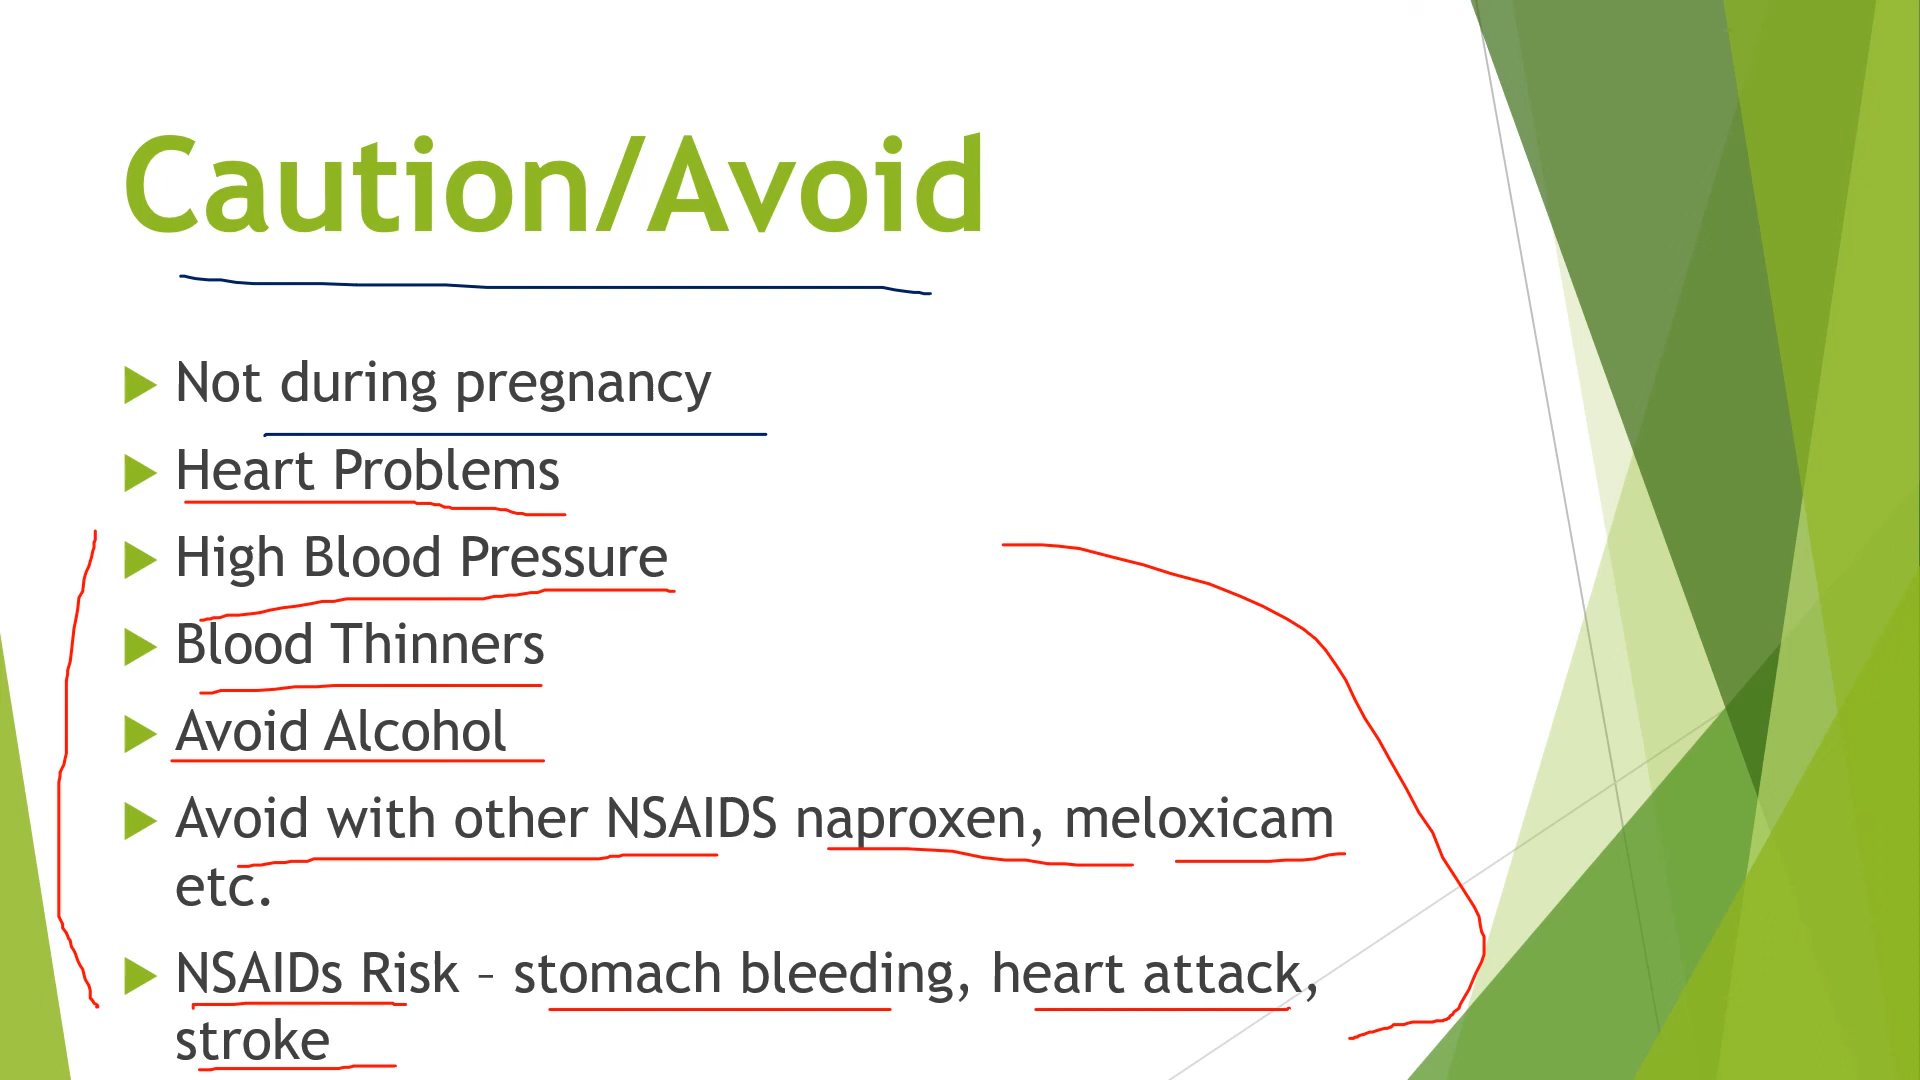 Caution/Avoid
Not during pregnancy
Heart Problems
High Blood Pressure
Blood Thinners
Avoid Alcohol
Avoid with other NSAIDS naproxen, meloxicam
etc.
NSAIDs Risk – stomach bleeding, heart attack,
stroke